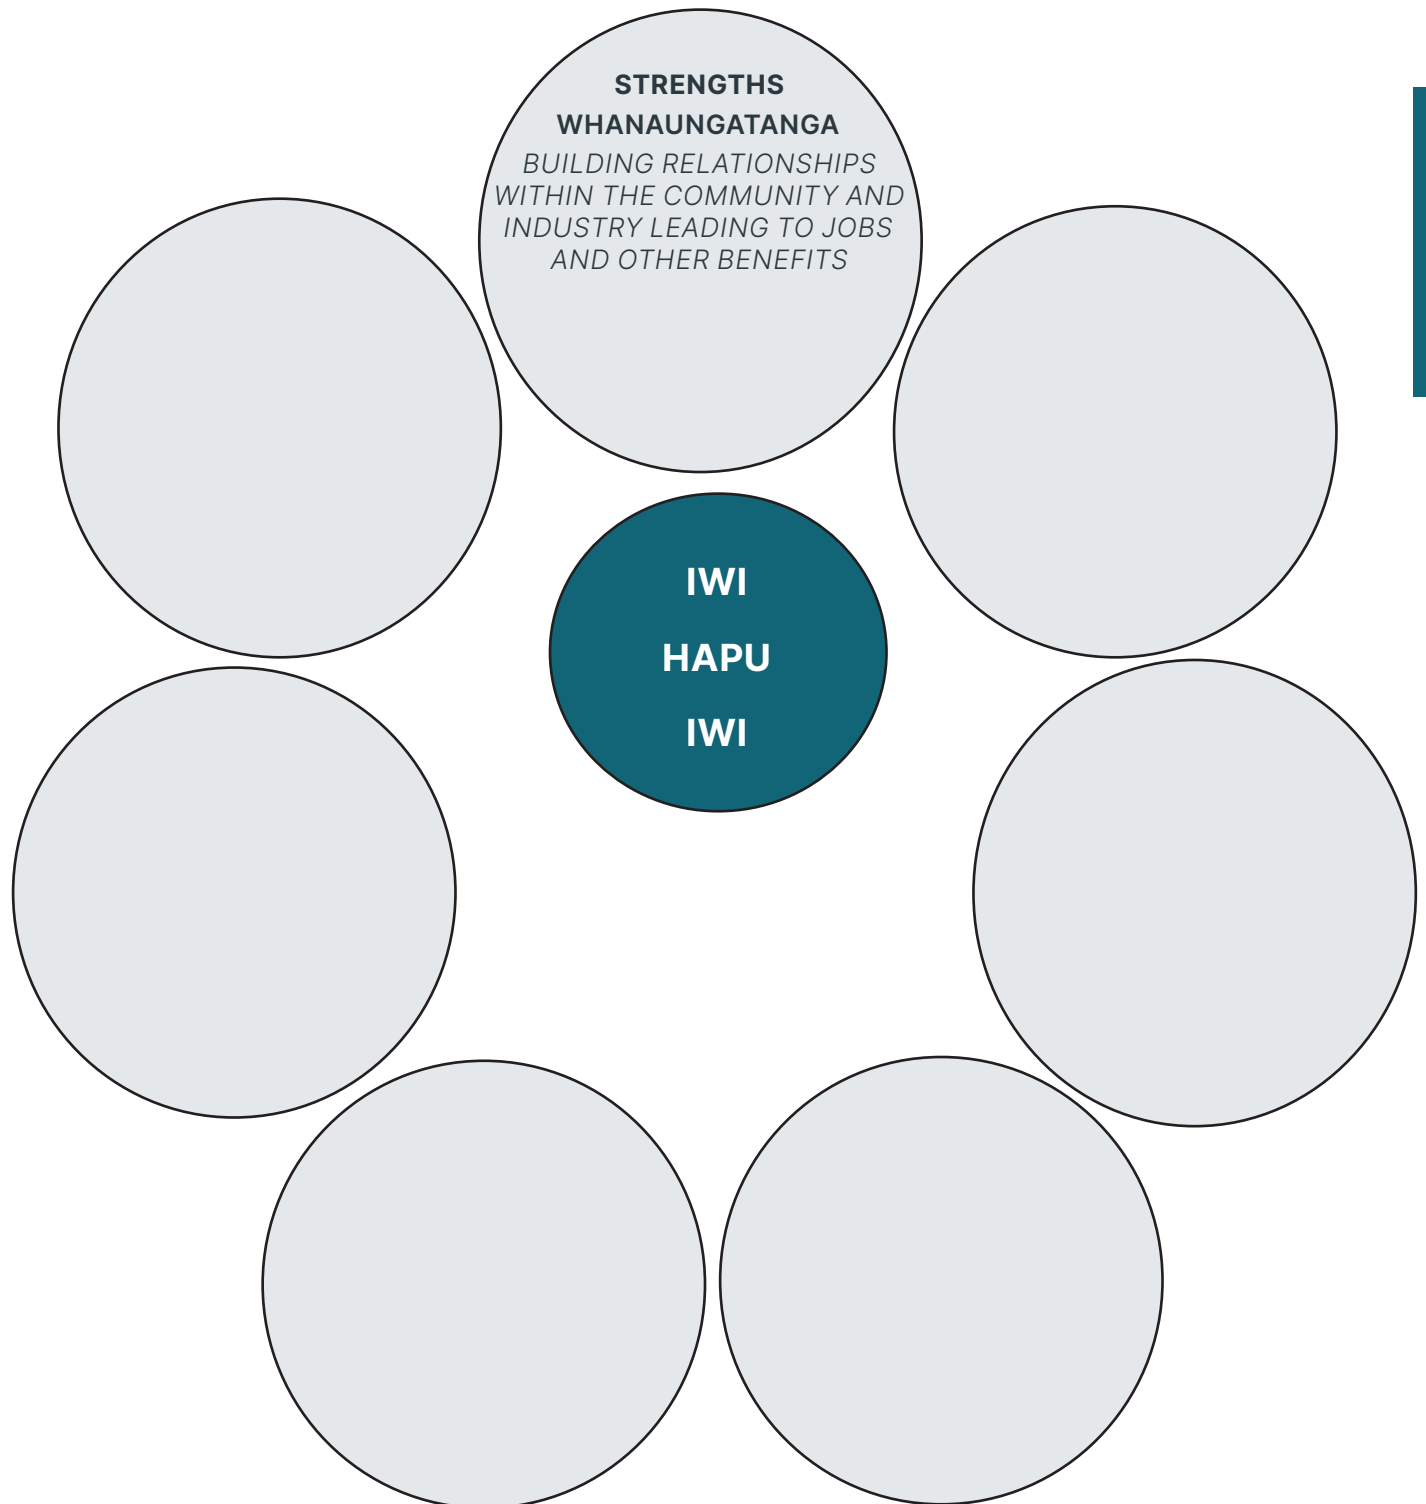 STRENGTHS
WHANAUNGATANGA
BUILDING RELATIONSHIPS
WITHIN THE COMMUNITY AND
INDUSTRY LEADING TO JOBS
AND OTHER BENEFITS
IWI
HAPU
IWI